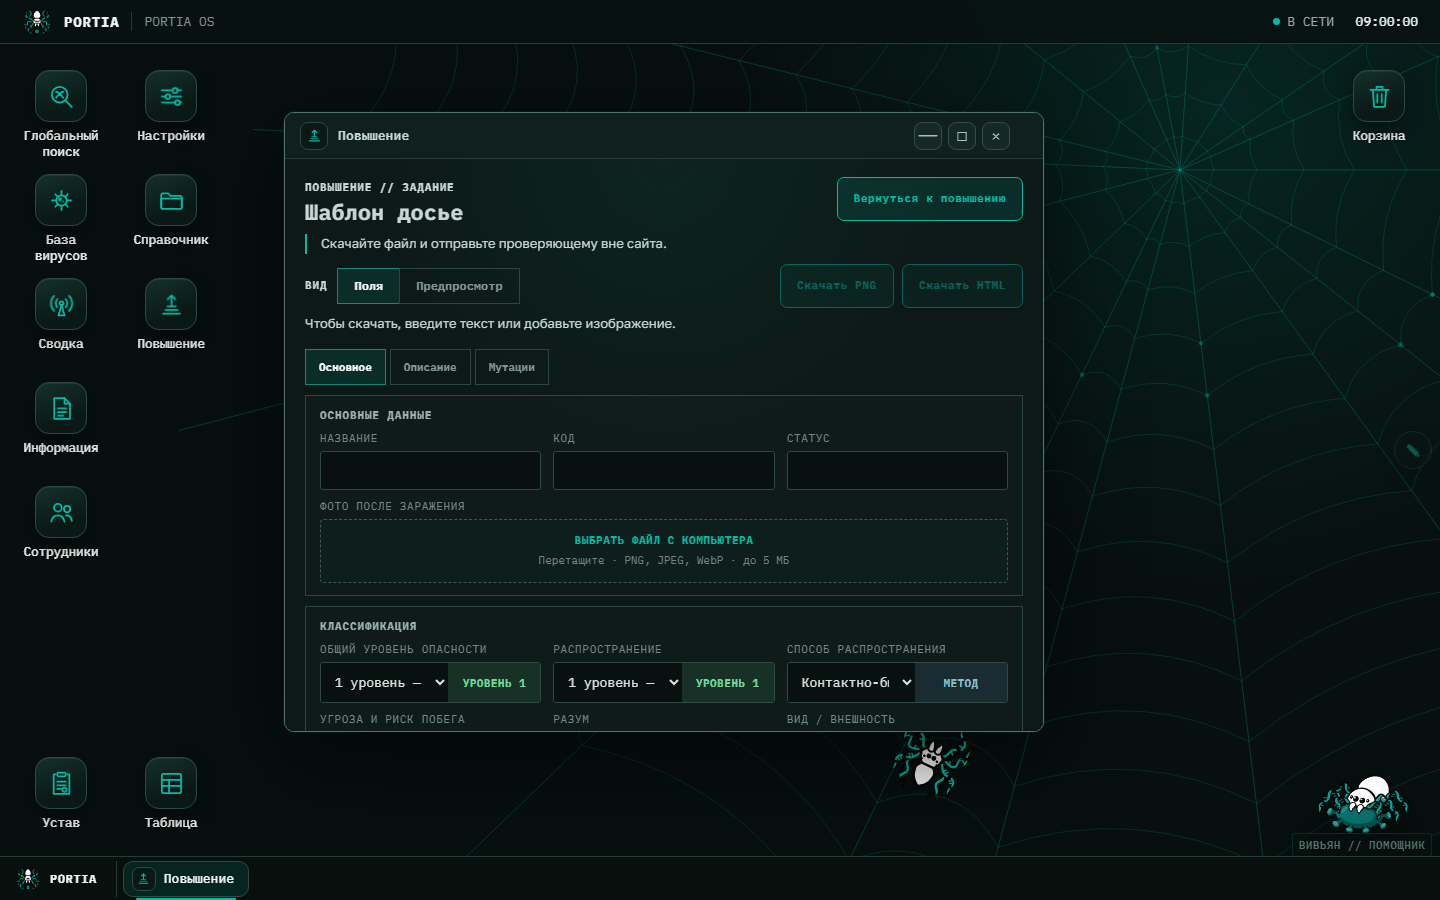 PORTIA
PORTIA OS
В СЕТИ
09:00:00
Глобальный
поиск
Настройки
Корзина
База
вирусов
Справочник
Сводка
Повышение
Информация
Сотрудники
Устав
Таблица
Повышение
ПОВЫШЕНИЕ // ЗАДАНИЕ
Шаблон досье
Вернуться к повышению
Скачайте файл и отправьте проверяющему вне сайта.
ВИД
Поля
Предпросмотр
Скачать PNG
Скачать HTML
Чтобы скачать, введите текст или добавьте изображение.
Основное
Описание
Мутации
ОСНОВНЫЕ ДАННЫЕ
НАЗВАНИЕ
КОД
СТАТУС
ФОТО ПОСЛЕ ЗАРАЖЕНИЯ
ВЫБРАТЬ ФАЙЛ С КОМПЬЮТЕРА
Перетащите · PNG, JPEG, WebP · до 5 МБ
КЛАССИФИКАЦИЯ
ОБЩИЙ УРОВЕНЬ ОПАСНОСТИ
РАСПРОСТРАНЕНИЕ
СПОСОБ РАСПРОСТРАНЕНИЯ
1 уровень —
УРОВЕНЬ 1
1 уровень —
УРОВЕНЬ 1
Контактно-б
МЕТОД
УГРОЗА И РИСК ПОБЕГА
РАЗУМ
ВИД / ВНЕШНОСТЬ
ВИВЬЯН // ПОМОЩНИК
PORTIA
Повышение